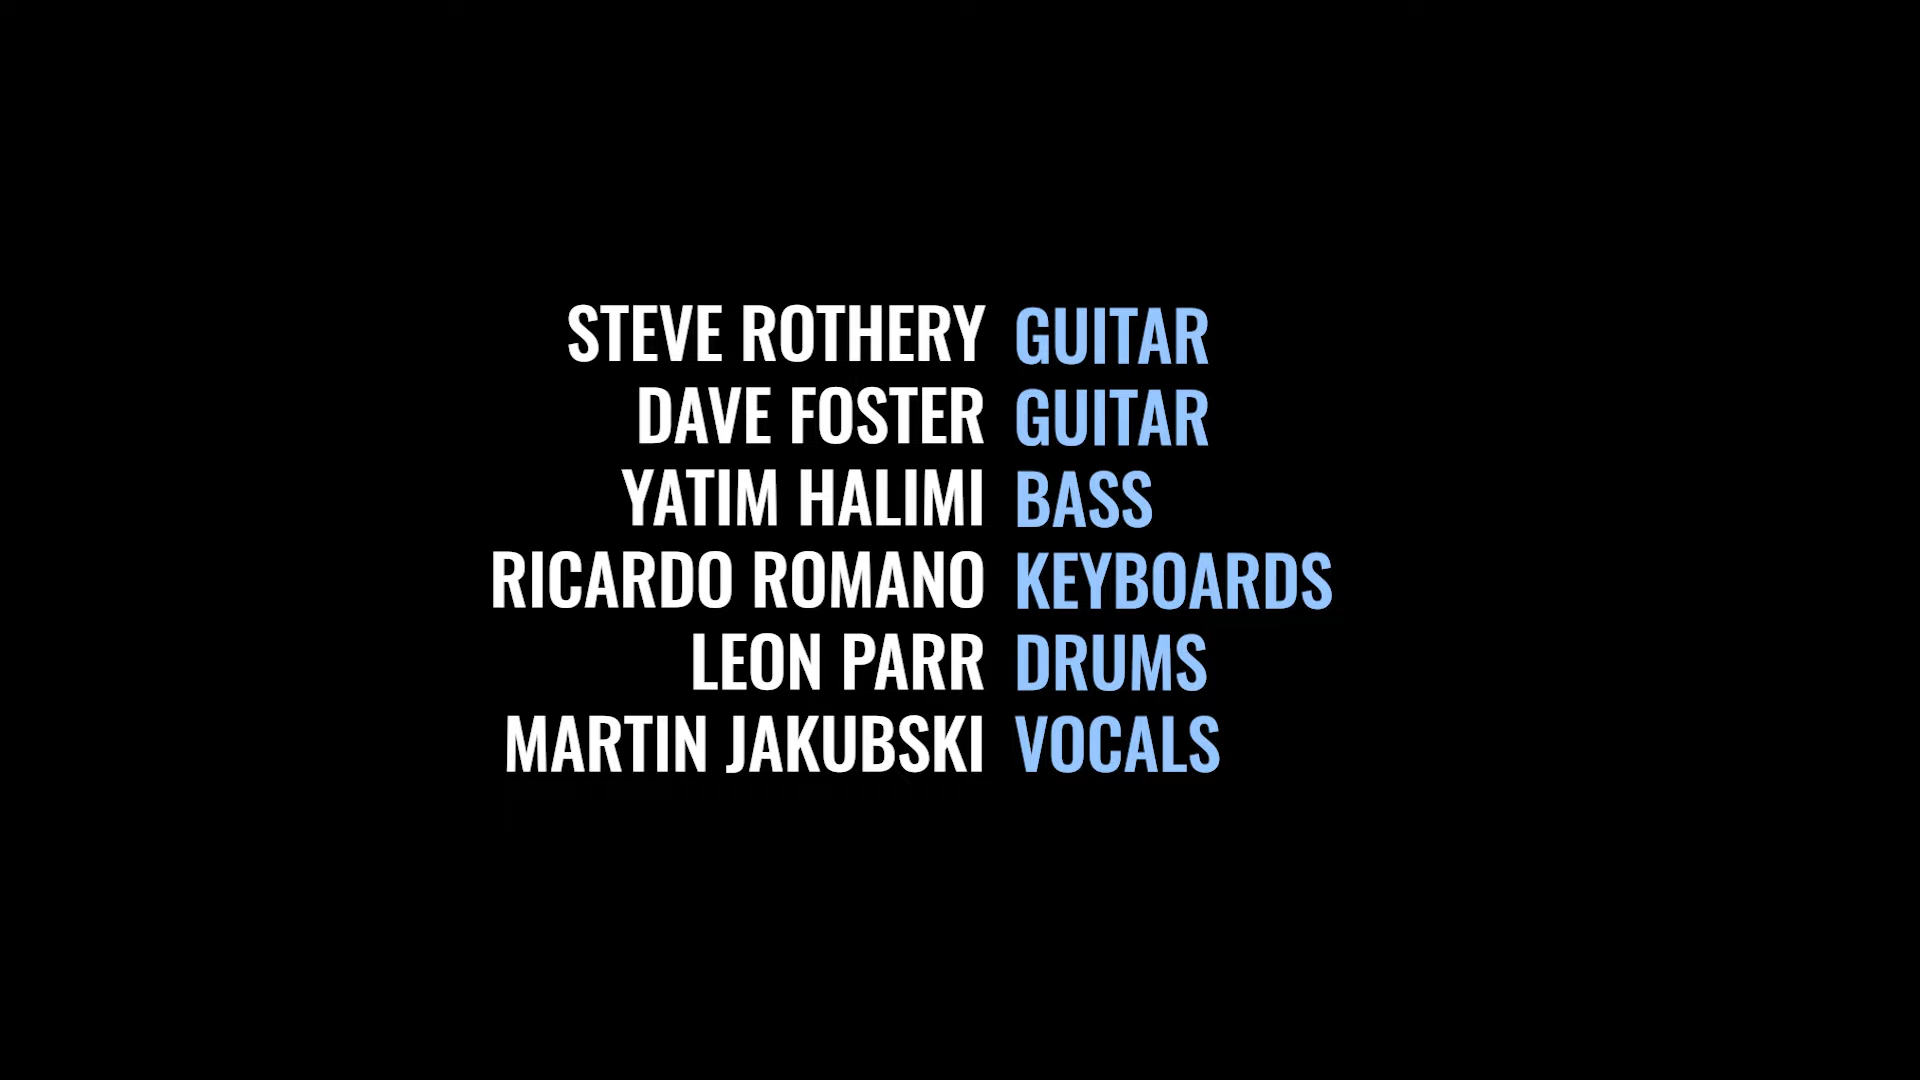 STEVE ROTHERY GUITAR
DAVE FOSTER GUITAR
YATIM HALIMI BASS
RICARDO ROMANO KEYBOARDS
LEON PARR DRUMS
MARTIN JAKUBSKI VOCALS